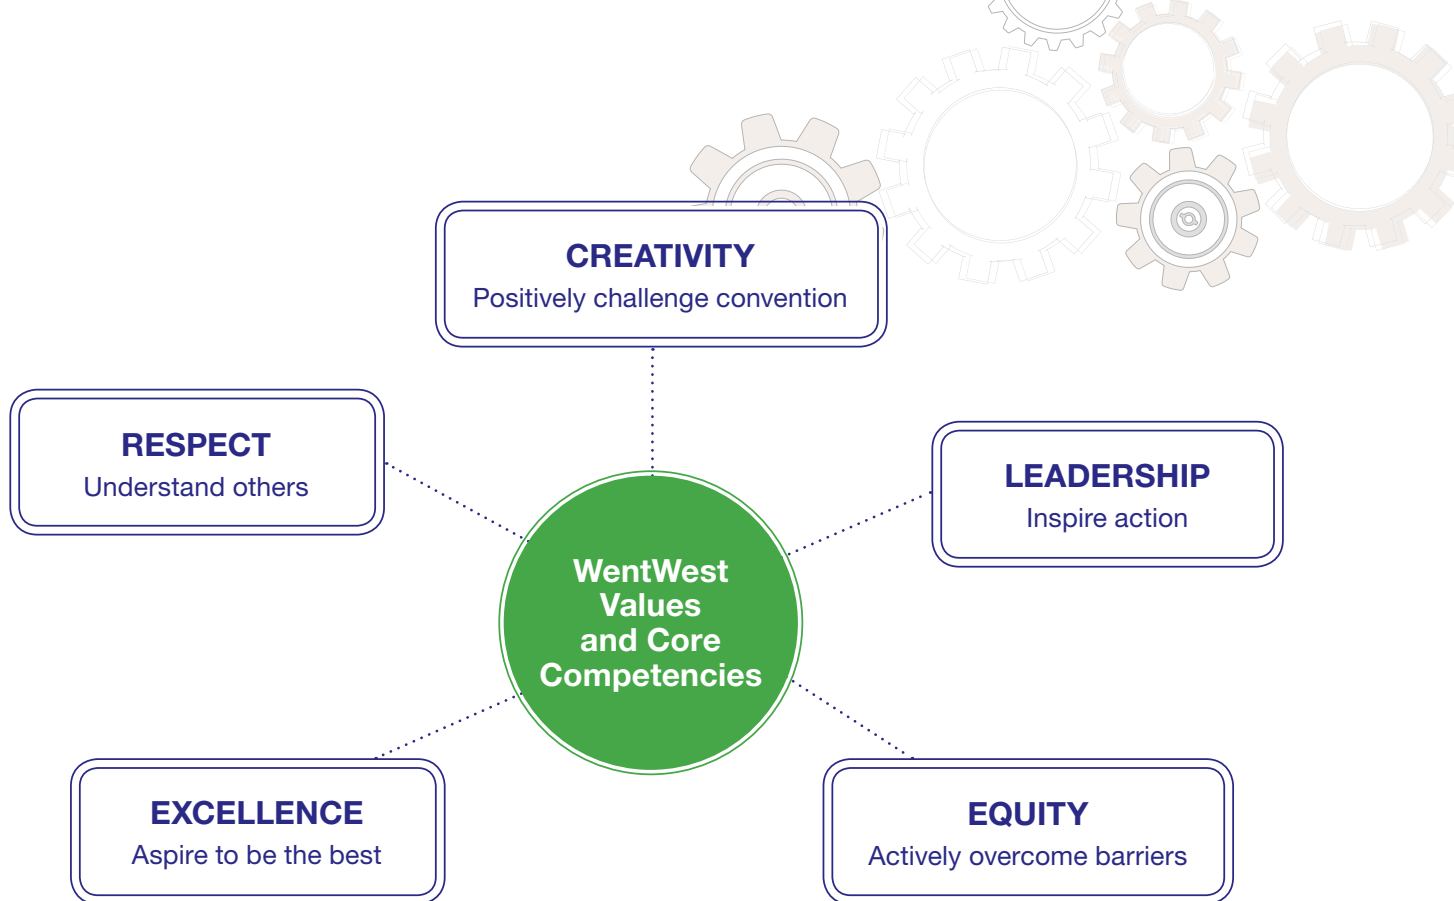 CREATIVITY
Positively challenge convention
RESPECT
Understand others
LEADERSHIP
Inspire action
WentWest
Values
and Core
Competencies
EXCELLENCE
Aspire to be the best
EQUITY
Actively overcome barriers